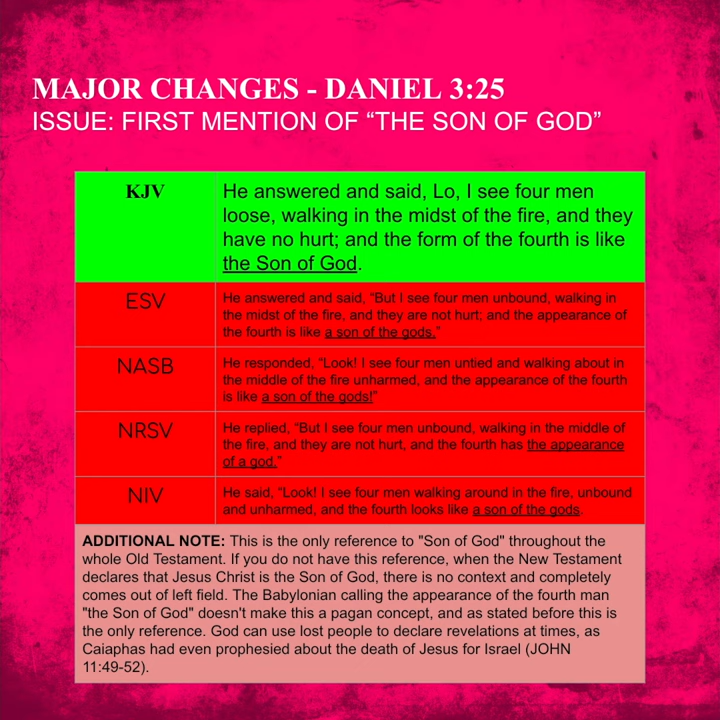 MAJOR CHANGES - DANIEL 3:25
ISSUE: FIRST MENTION OF “THE SON OF GOD”
KJV
He answered and said, Lo, I see four men
loose, walking in the midst of the fire, and they
have no hurt; and the form of the fourth is like
the Son of God.
ESV
He answered and said, “But I see four men unbound, walking in
the midst of the fire, and they are not hurt; and the appearance of
the fourth is like a son of the gods.”
NASB
He responded, “Look! I see four men untied and walking about in
the middle of the fire unharmed, and the appearance of the fourth
is like a son of the gods!”
NRSV
He replied, “But I see four men unbound, walking in the middle of
the fire, and they are not hurt, and the fourth has the appearance
of a god.”
NIV
He said, “Look! I see four men walking around in the fire, unbound
and unharmed, and the fourth looks like a son of the gods.
ADDITIONAL NOTE: This is the only reference to "Son of God" throughout the
whole Old Testament. If you do not have this reference, when the New Testament
declares that Jesus Christ is the Son of God, there is no context and completely
comes out of left field. The Babylonian calling the appearance of the fourth man
"the Son of God" doesn't make this a pagan concept, and as stated before this is
the only reference. God can use lost people to declare revelations at times, as
Caiaphas had even prophesied about the death of Jesus for Israel (JOHN
11:49-52).